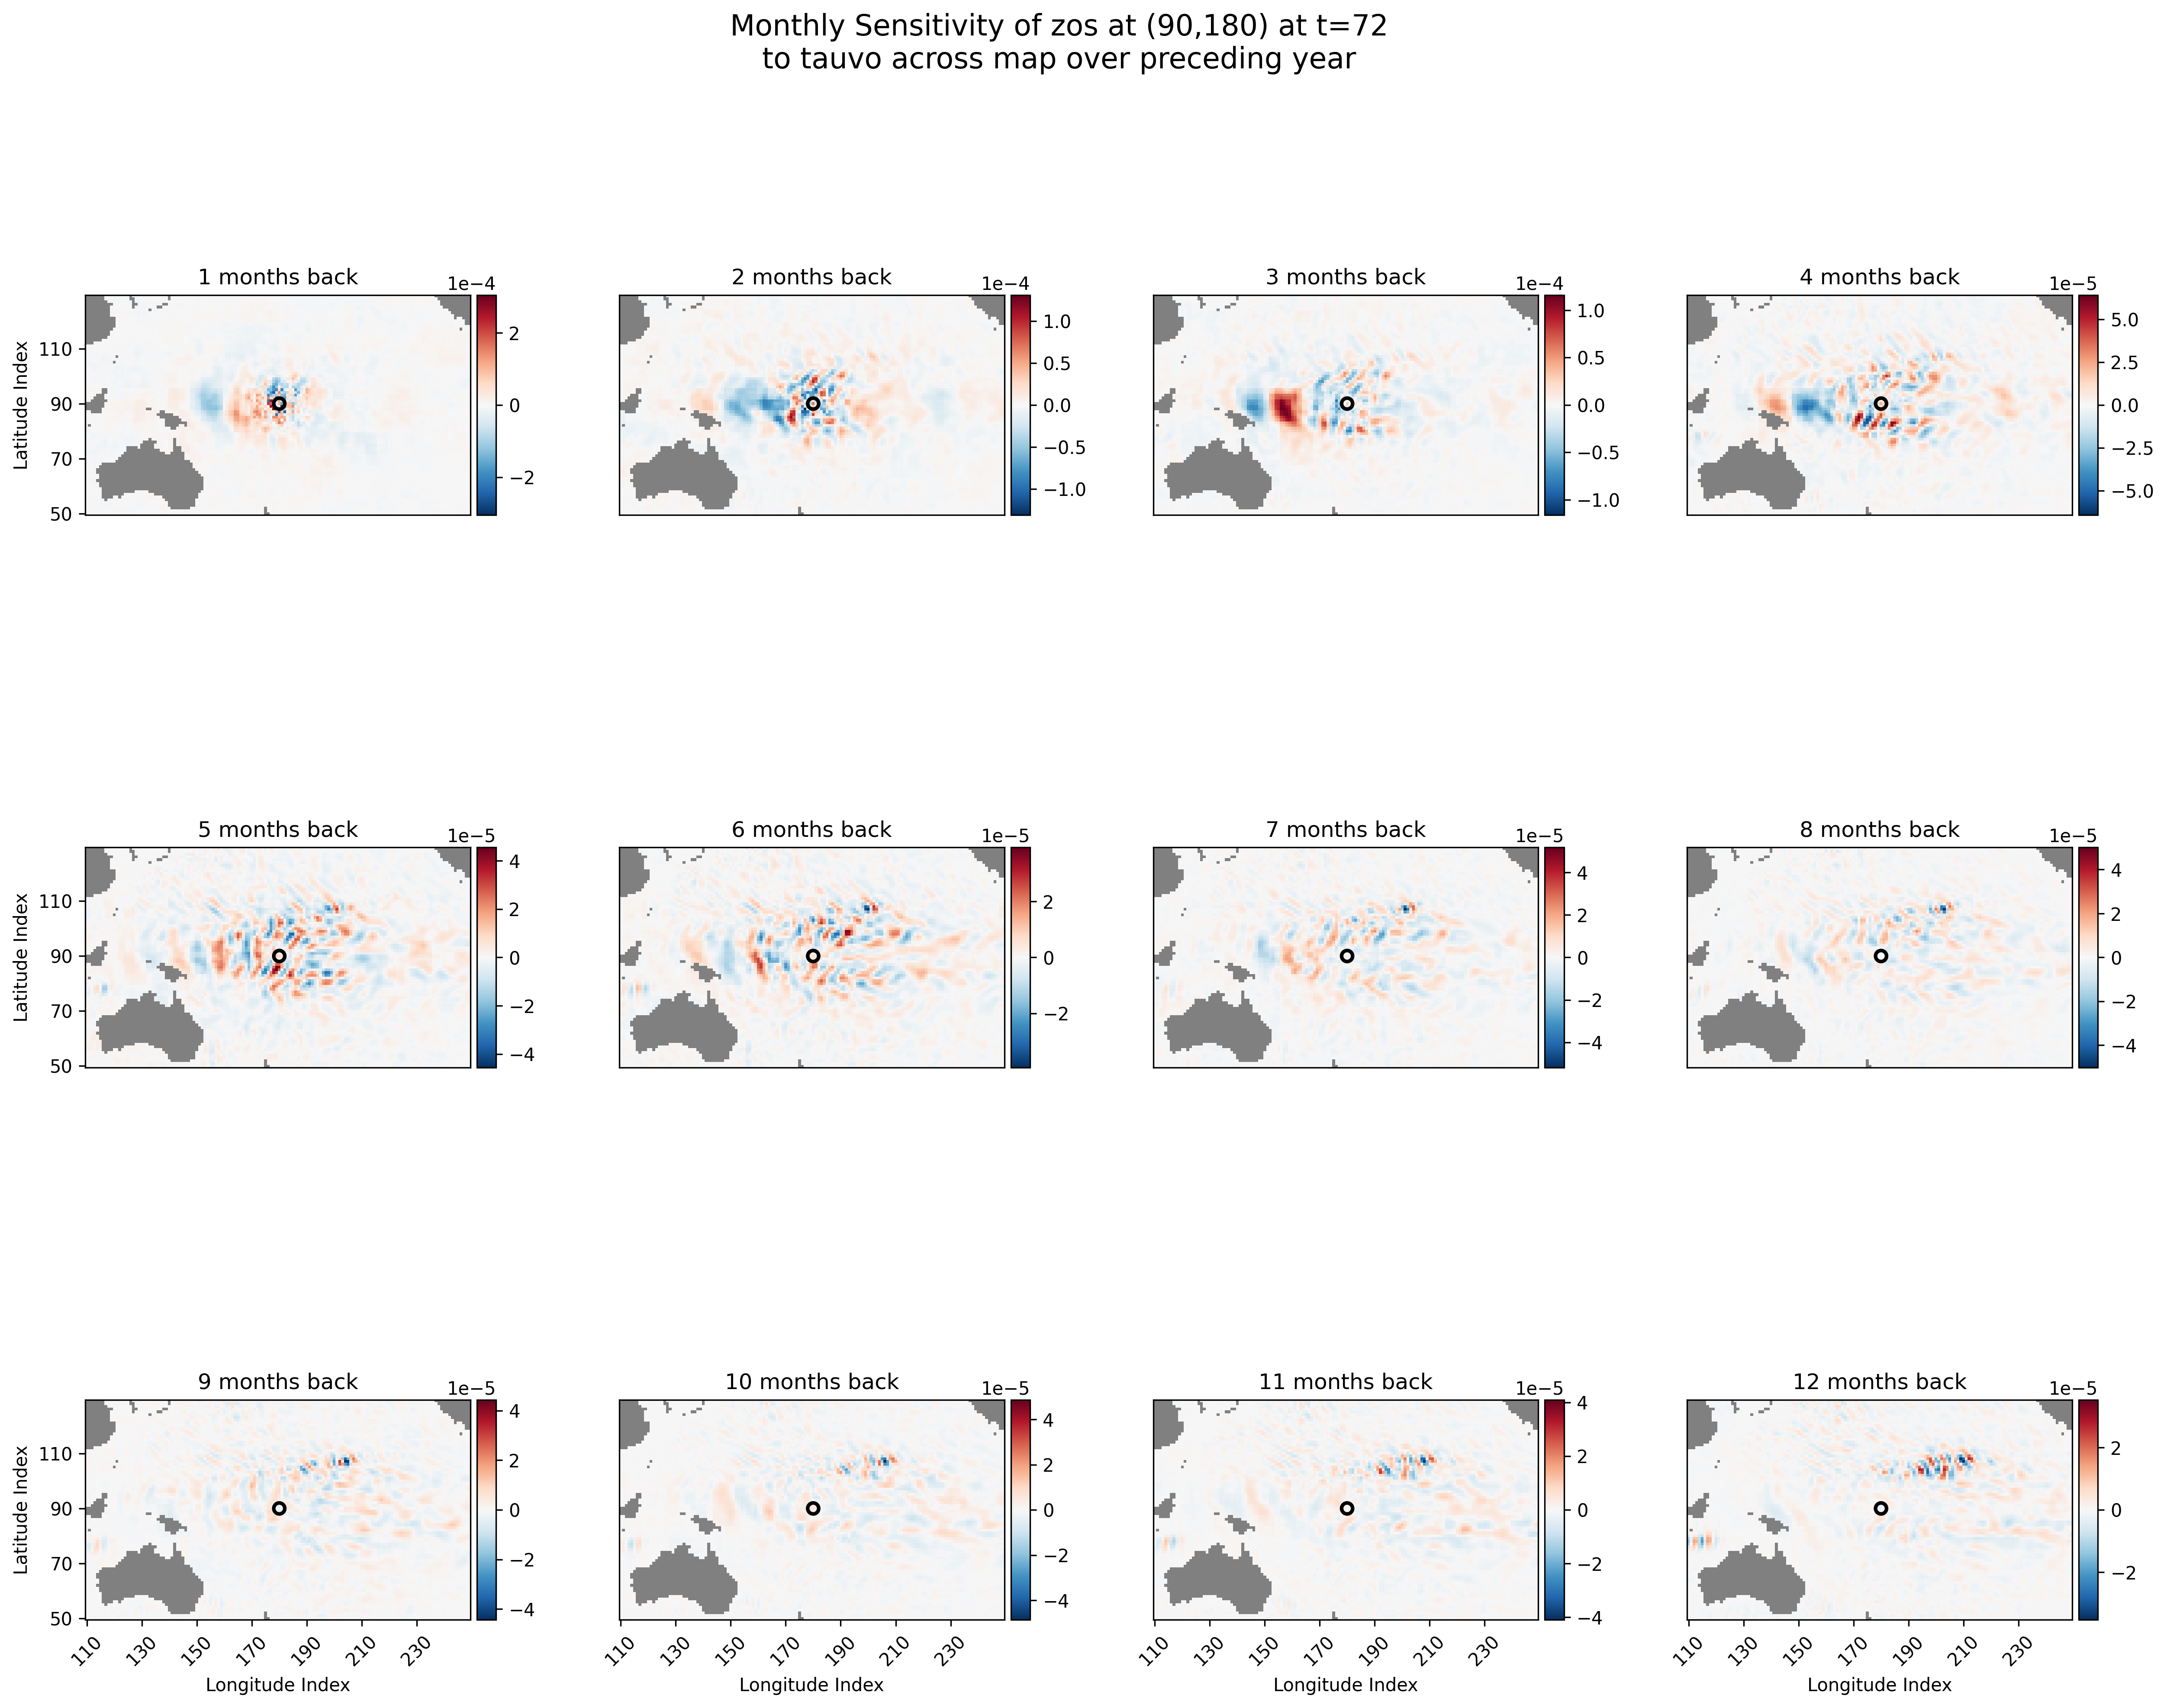 Monthly Sensitivity of zos at (90,180) at t=72
to tauvo across map over preceding year
1 months back
1e−4
2 months back
1e−4
3 months back
1e−4
4 months back
1e−5
Latitude Index
110
90
70
50
2
0
−2
1.0
0.5
0.0
−0.5
−1.0
1.0
0.5
0.0
−0.5
−1.0
5.0
2.5
0.0
−2.5
−5.0
5 months back
1e−5
6 months back
1e−5
7 months back
1e−5
8 months back
1e−5
Latitude Index
110
90
70
50
4
2
0
−2
−4
2
0
−2
4
2
0
−2
−4
4
2
0
−2
−4
9 months back
1e−5
10 months back
1e−5
11 months back
1e−5
12 months back
1e−5
Latitude Index
110
90
70
50
4
2
0
−2
−4
4
2
0
−2
−4
4
2
0
−2
−4
2
0
−2
110 130 150 170 190 210 230
110 130 150 170 190 210 230
110 130 150 170 190 210 230
110 130 150 170 190 210 230
Longitude Index
Longitude Index
Longitude Index
Longitude Index